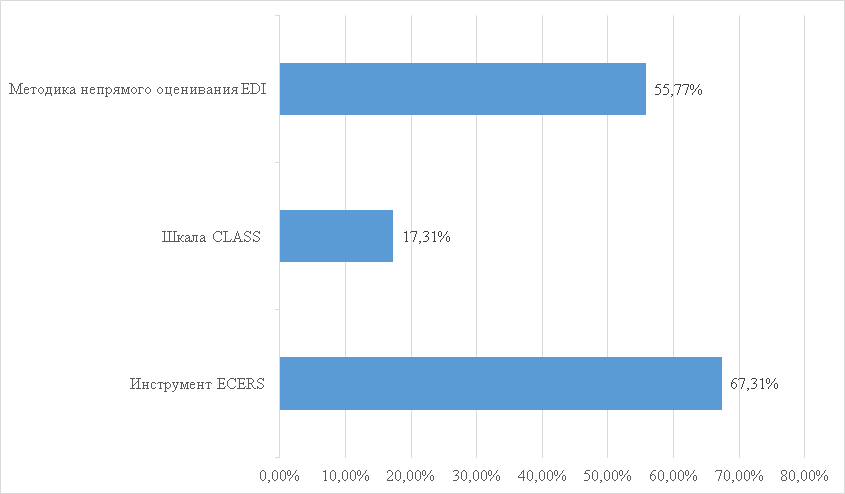 Методика непрямого оценивания EDI
55,77%
Шкала CLASS
17,31%
Инструмент ECERS
67,31%
0,00% 10,00% 20,00% 30,00% 40,00% 50,00% 60,00% 70,00% 80,00%